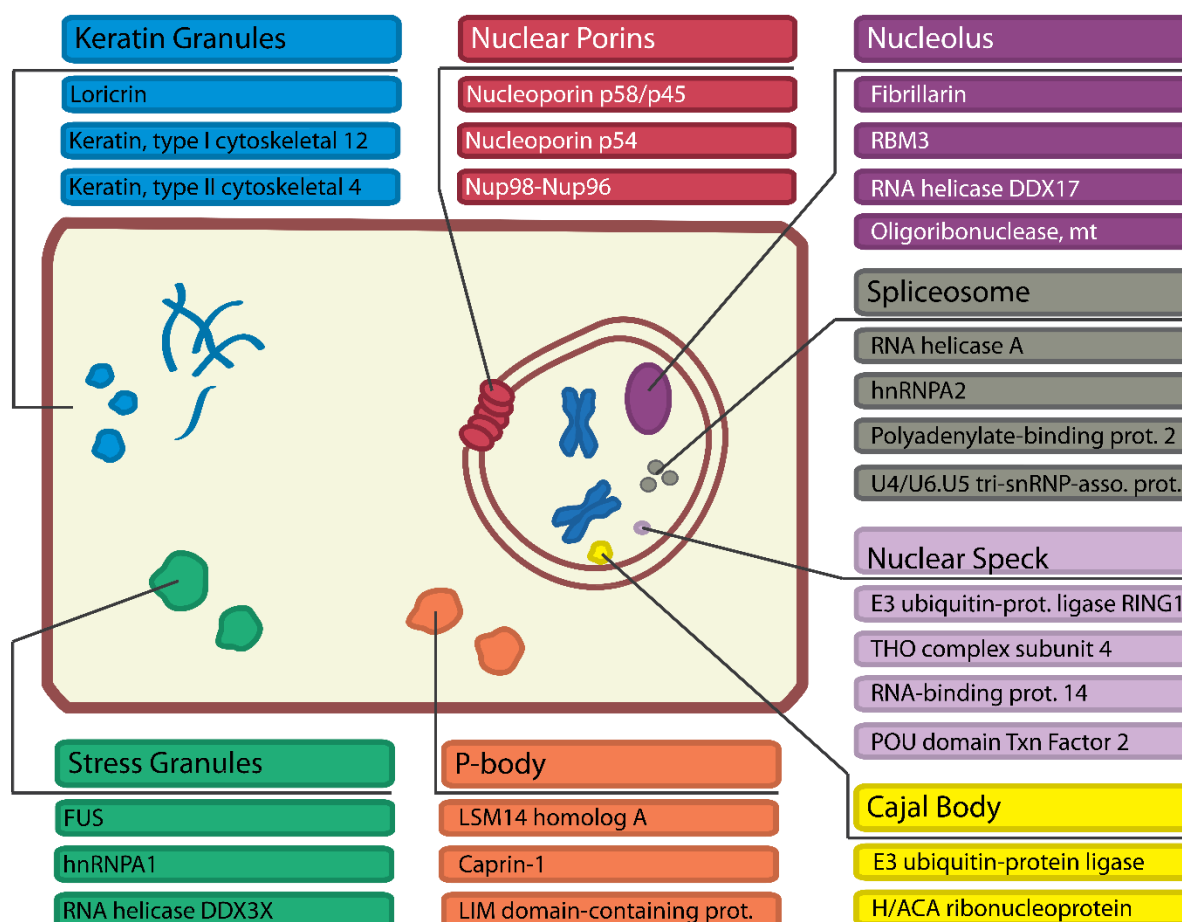 Keratin Granules
Loricrin
Keratin, type I cytoskeletal 12
Keratin, type II cytoskeletal 4
Nuclear Porins
Nucleoporin p58/p45
Nucleoporin p54
Nup98-Nup96
Nucleolus
Fibrillarin
RBM3
RNA helicase DDX17
Oligoribonuclease, mt
Spliceosome
RNA helicase A
hnRNPA2
Polyadenylate-binding prot. 2
U4/U6.U5 tri-snRNP-asso. prot.
Nuclear Speck
E3 ubiquitin-prot. ligase RING1
THO complex subunit 4
RNA-binding prot. 14
POU domain Txn Factor 2
Stress Granules
FUS
hnRNPA1
RNA helicase DDX3X
P-body
LSM14 homolog A
Caprin-1
LIM domain-containing prot.
Cajal Body
E3 ubiquitin-protein ligase
H/ACA ribonucleoprotein